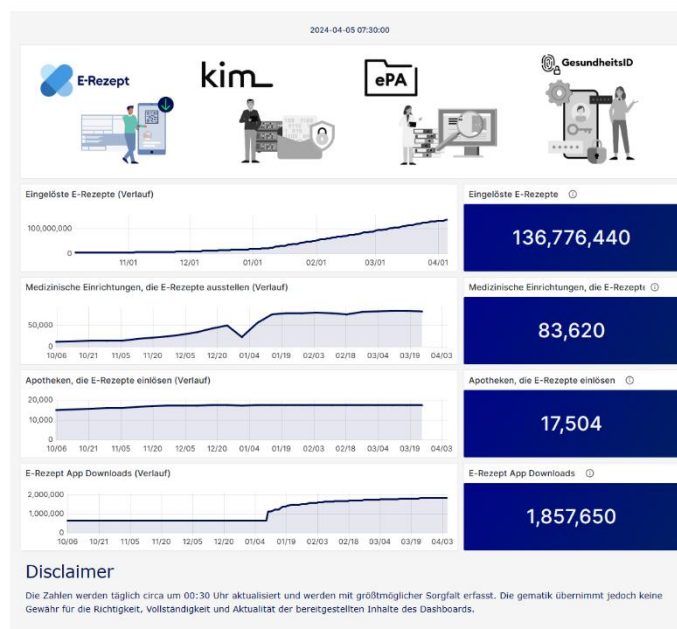 2024-04-05 07:30:00
E-Rezept
kim
ePA
GesundheitsID
Eingelöste E-Rezepte (Verlauf)
100,000,000
0
11/01 12/01 01/01 02/01 03/01 04/01
Eingelöste E-Rezepte
136,776,440
Medizinische Einrichtungen, die E-Rezepte ausstellen (Verlauf)
50,000
0
10/06 10/21 11/05 11/20 12/05 12/20 01/04 01/19 02/03 02/18 03/04 03/19 04/03
Medizinische Einrichtungen, die E-Rezepte
83,620
Apotheken, die E-Rezepte einlösen (Verlauf)
20,000
10,000
0
10/06 10/21 11/05 11/20 12/05 12/20 01/04 01/19 02/03 02/18 03/04 03/19 04/03
Apotheken, die E-Rezepte einlösen
17,504
E-Rezept App Downloads (Verlauf)
2,000,000
1,000,000
0
10/06 10/21 11/05 11/20 12/05 12/20 01/04 01/19 02/03 02/18 03/04 03/19 04/03
E-Rezept App Downloads
1,857,650
Disclaimer
Die Zahlen werden täglich circa um 00:30 Uhr aktualisiert und werden mit größtmöglicher Sorgfalt erfasst. Die gematik übernimmt jedoch keine
Gewähr für die Richtigkeit, Vollständigkeit und Aktualität der bereitgestellten Inhalte des Dashboards.